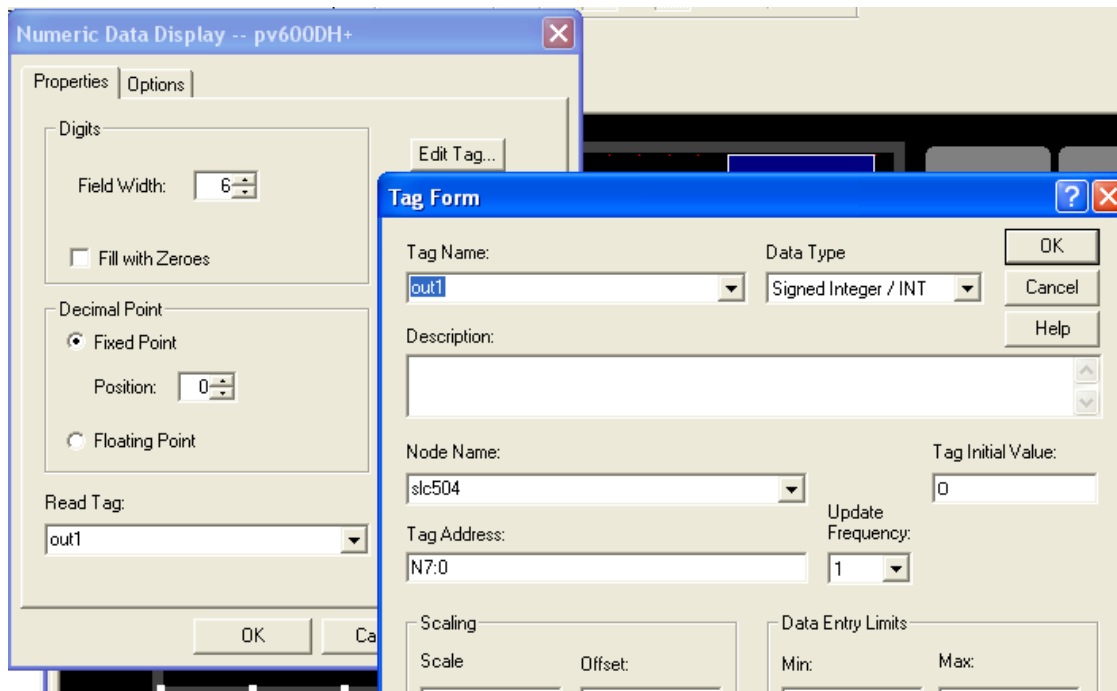 Numeric Data Display -- pv600DH+
Properties
Options
Digits
Field Width:
6
Fill with Zeroes
Edit Tag...
Decimal Point
Fixed Point
Position:
0
Floating Point
Read Tag:
out1
OK
Ca
Tag Form
Tag Name:
out1
Data Type
Signed Integer / INT
OK
Cancel
Help
Description:
Node Name:
slc504
Tag Initial Value:
0
Tag Address:
N7:0
Update
Frequency:
1
Scaling
Scale
Offset:
Data Entry Limits
Min:
Max: